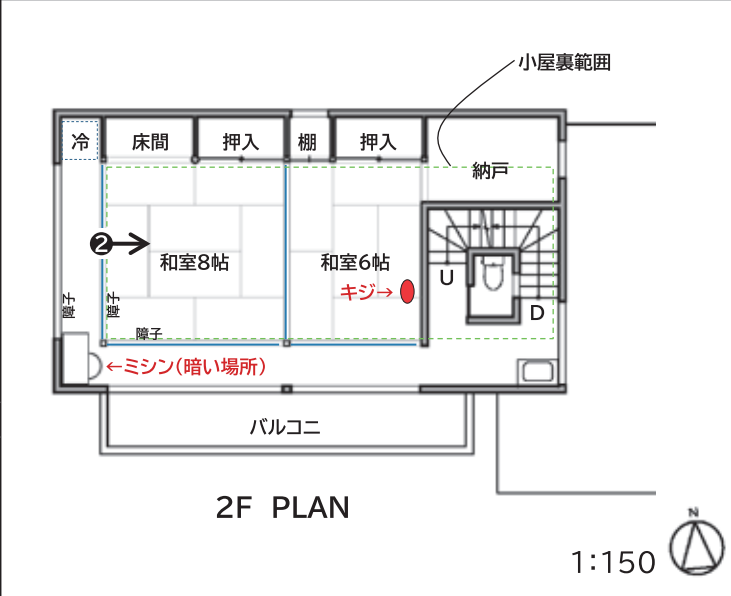 小屋裏範囲
冷
床間
押入
棚
押入
納戸
❷
和室8帖
和室6帖
キジ→
U
D
障子
障子
障子
←ミシン(暗い場所)
バルコニ
2F PLAN
N
1:150